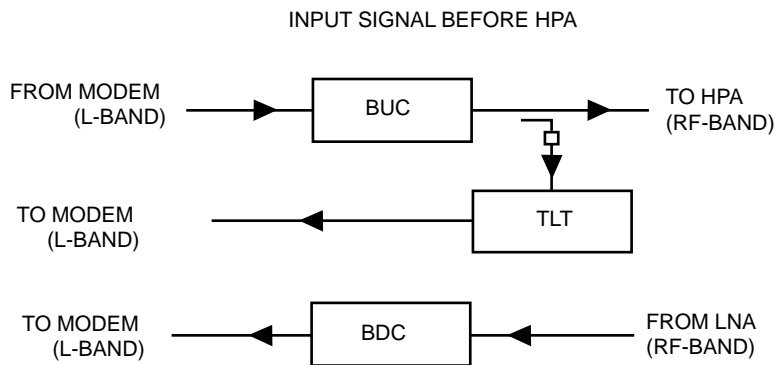 INPUT SIGNAL BEFORE HPA
FROM MODEM
(L-BAND)
BUC
TO HPA
(RF-BAND)
TO MODEM
(L-BAND)
TLT
TO MODEM
(L-BAND)
BDC
FROM LNA
(RF-BAND)